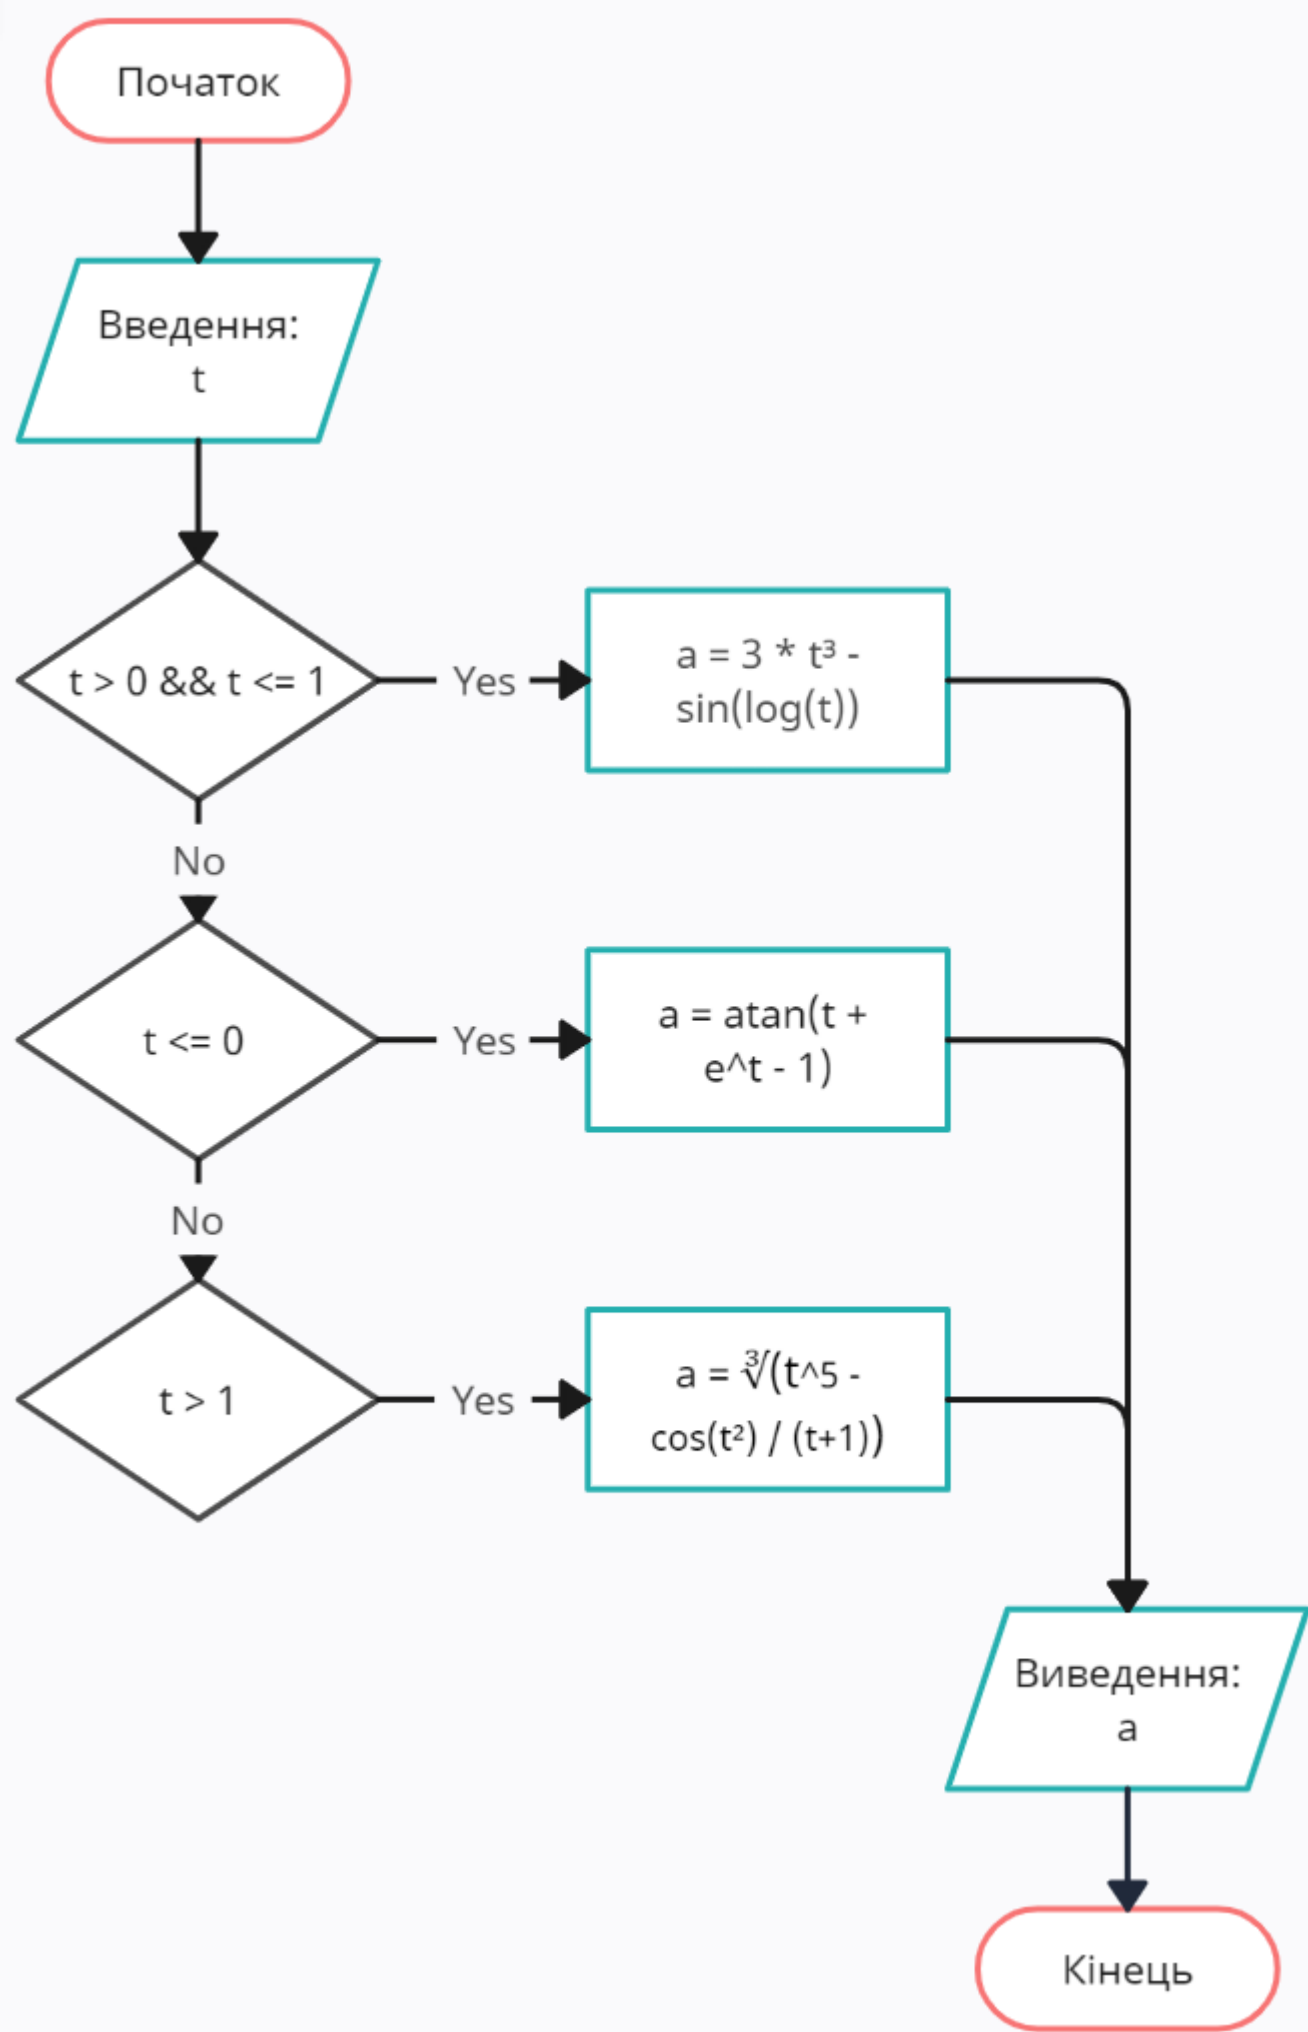 Початок
Введення:
t
t > 0 && t <= 1
Yes
a = 3 * t³ -
sin(log(t))
No
t <= 0
Yes
a = atan(t +
e^t - 1)
No
t > 1
Yes
a = ∛(t^5 -
cos(t²) / (t+1))
Виведення:
a
Кінець